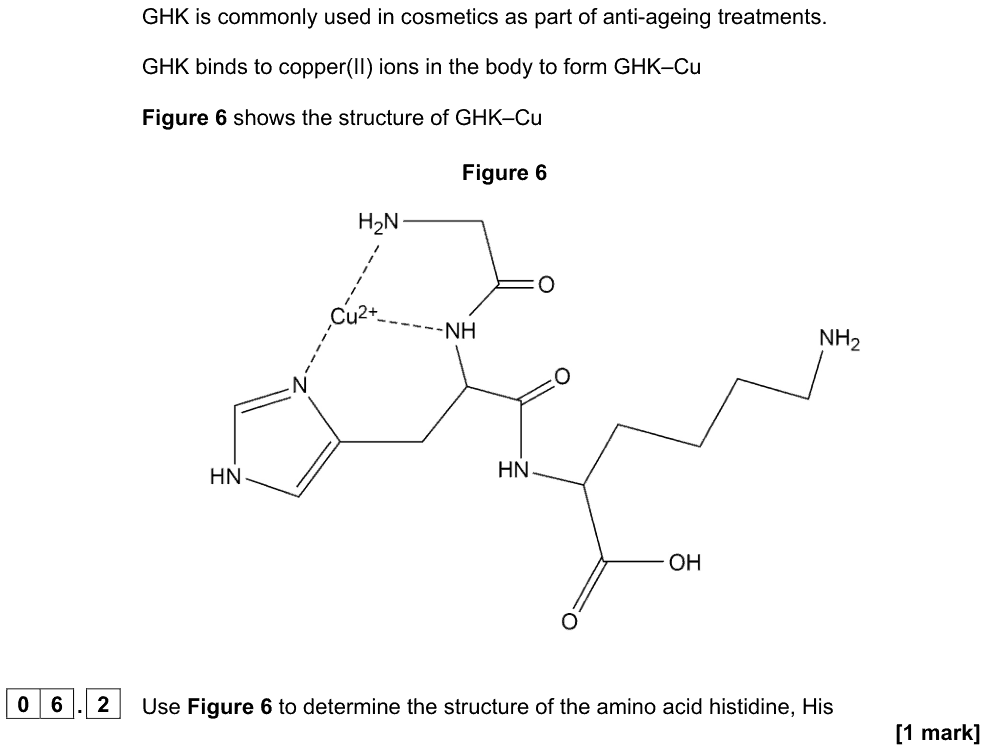 GHK is commonly used in cosmetics as part of anti-ageing treatments.
GHK binds to copper(II) ions in the body to form GHK–Cu
Figure 6 shows the structure of GHK–Cu
Figure 6
H₂N
O
Cu²⁺
NH
NH₂
N
O
HN
HN
OH
O
0 6 . 2 Use Figure 6 to determine the structure of the amino acid histidine, His
[1 mark]